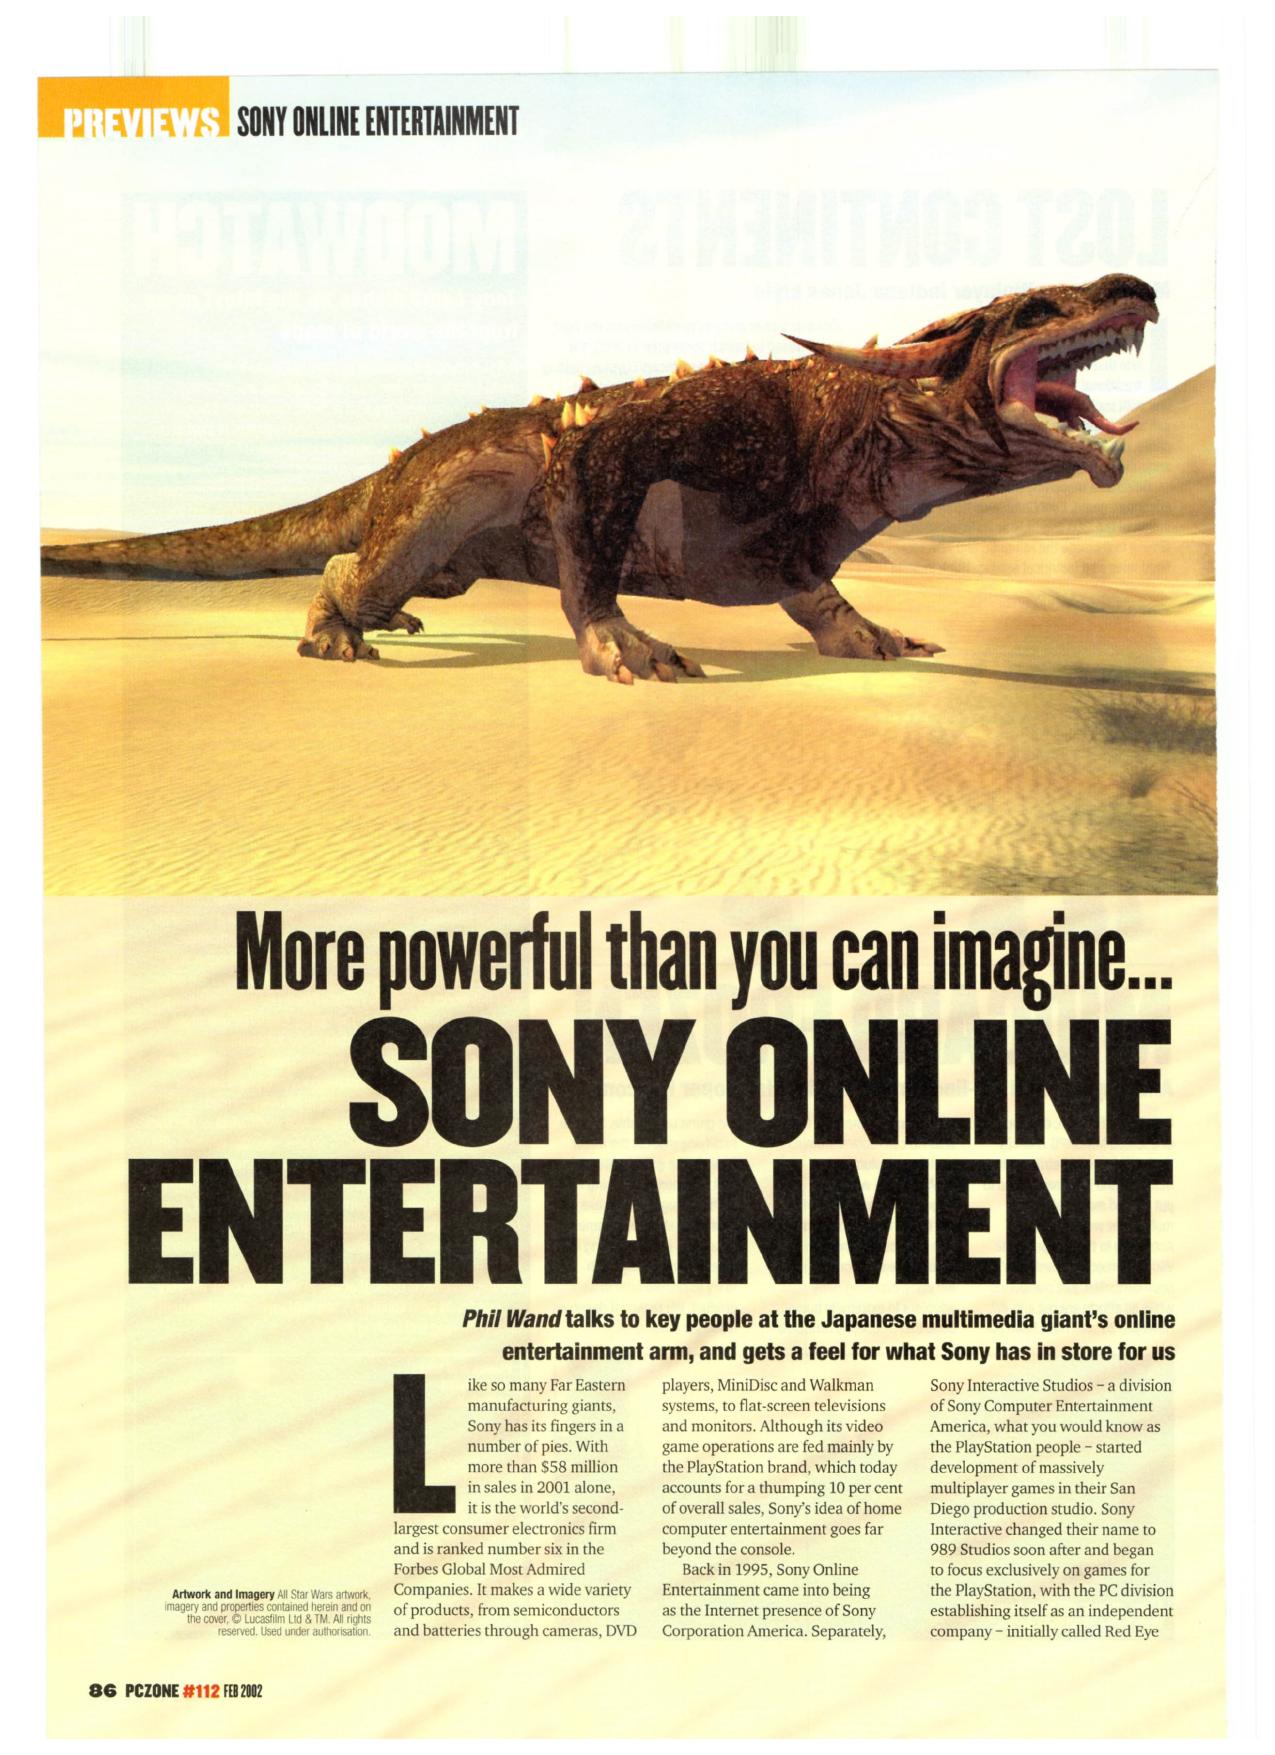 PREVIEWS SONY ONLINE ENTERTAINMENT
More powerful than you can imagine...
SONY ONLINE
ENTERTAINMENT
Phil Wand talks to key people at the Japanese multimedia giant's online
entertainment arm, and gets a feel for what Sony has in store for us
Like so many Far Eastern
manufacturing giants,
Sony has its fingers in a
number of pies. With
more than $58 million
in sales in 2001 alone,
it is the world's second-
largest consumer electronics firm
and is ranked number six in the
Forbes Global Most Admired
Companies. It makes a wide variety
of products, from semiconductors
and batteries through cameras, DVD
players, MiniDisc and Walkman
systems, to flat-screen televisions
and monitors. Although its video
game operations are fed mainly by
the PlayStation brand, which today
accounts for a thumping 10 per cent
of overall sales, Sony's idea of home
computer entertainment goes far
beyond the console.
Back in 1995, Sony Online
Entertainment came into being
as the Internet presence of Sony
Corporation America. Separately,
Sony Interactive Studios – a division
of Sony Computer Entertainment
America, what you would know as
the PlayStation people – started
development of massively
multiplayer games in their San
Diego production studio. Sony
Interactive changed their name to
989 Studios soon after and began
to focus exclusively on games for
the PlayStation, with the PC division
establishing itself as an independent
company – initially called Red Eye
Artwork and Imagery All Star Wars artwork,
imagery and properties contained herein and on
the cover, © Lucasfilm Ltd & TM. All rights
reserved. Used under authorisation.
86 PCZONE #112 FEB 2002